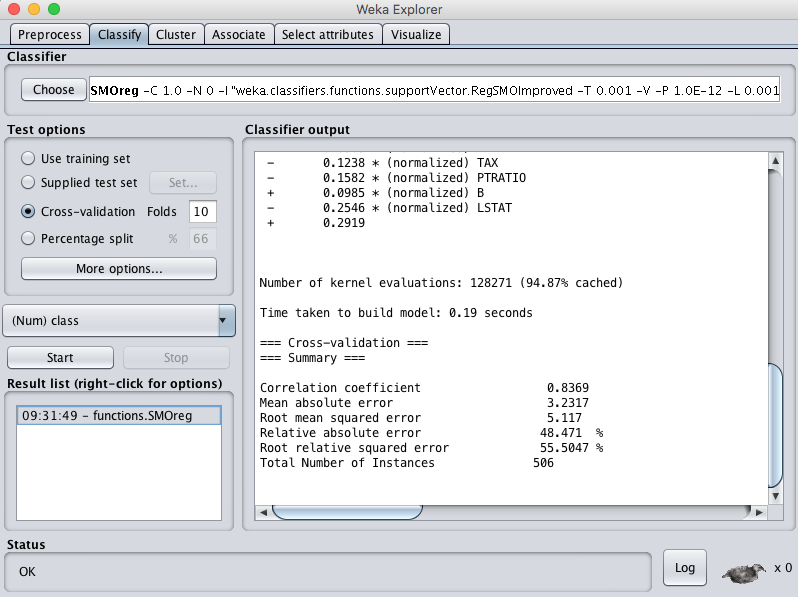 Weka Explorer
Preprocess Classify Cluster Associate Select attributes Visualize
Classifier
Choose SMOreg -C 1.0 -N 0 -I "weka.classifiers.functions.supportVector.RegSMOImproved -T 0.001 -V -P 1.0E-12 -L 0.001
Test options
Use training set
Supplied test set Set...
Cross-validation Folds 10
Percentage split % 66
More options...
(Num) class
Start Stop
Result list (right-click for options)
09:31:49 - functions.SMOreg
Classifier output
- 0.1238 * (normalized) TAX
- 0.1582 * (normalized) PTRATIO
+ 0.0985 * (normalized) B
- 0.2546 * (normalized) LSTAT
+ 0.2919
Number of kernel evaluations: 128271 (94.87% cached)
Time taken to build model: 0.19 seconds
=== Cross-validation ===
=== Summary ===
Correlation coefficient 0.8369
Mean absolute error 3.2317
Root mean squared error 5.117
Relative absolute error 48.471 %
Root relative squared error 55.5047 %
Total Number of Instances 506
Status
OK
Log x 0